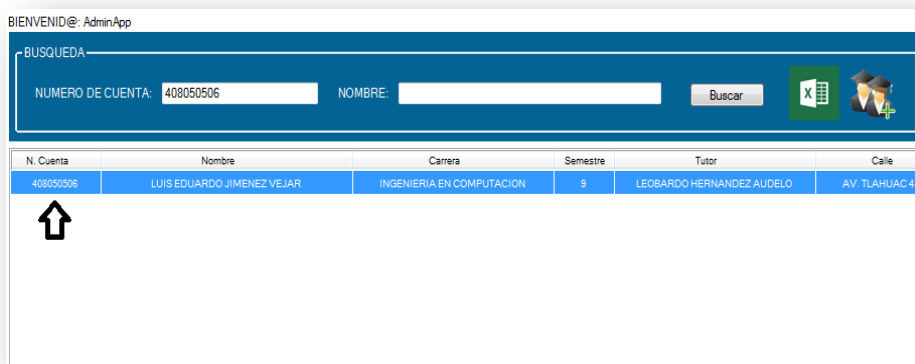 BIENVENID@: AdminApp
BUSQUEDA
NUMERO DE CUENTA: 408050506 NOMBRE: Buscar
N. Cuenta Nombre Carrera Semestre Tutor Calle
408050506 LUIS EDUARDO JIMENEZ VEJAR INGENIERIA EN COMPUTACION 9 LEOBARDO HERNANDEZ AUDELO AV. TLAHUAC 4